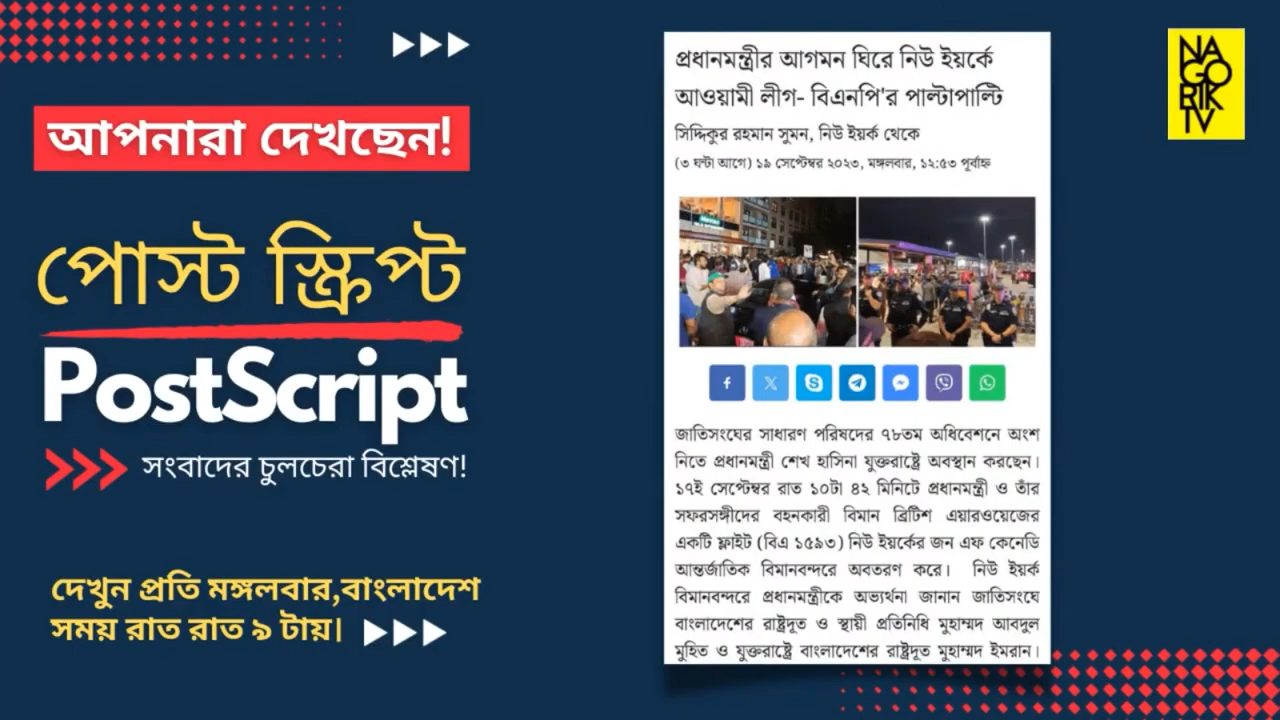 আপনারা দেখছেন!
পোস্ট স্ক্রিপ্ট
PostScript
সংবাদের চুলচেরা বিশ্লেষণ!
দেখুন প্রতি মঙ্গলবার,বাংলাদেশ
সময় রাত রাত ৯ টায়।
প্রধানমন্ত্রীর আগমন ঘিরে নিউ ইয়র্কে
আওয়ামী লীগ- বিএনপি'র পাল্টাপাল্টি
সিদ্দিকুর রহমান সুমন, নিউ ইয়র্ক থেকে
(৩ ঘন্টা আগে) ১৯ সেপ্টেম্বর ২০২৩, মঙ্গলবার, ১২:৫৩ পূর্বাহ্ন
জাতিসংঘের সাধারণ পরিষদের ৭৮তম অধিবেশনে অংশ
নিতে প্রধানমন্ত্রী শেখ হাসিনা যুক্তরাষ্ট্রে অবস্থান করছেন।
১৭ই সেপ্টেম্বর রাত ১০টা ৪২ মিনিটে প্রধানমন্ত্রী ও তাঁর
সফরসঙ্গীদের বহনকারী বিমান ব্রিটিশ এয়ারওয়েজের
একটি ফ্লাইট (বিএ ১৫৯৩) নিউ ইয়র্কের জন এফ কেনেডি
আন্তর্জাতিক বিমানবন্দরে অবতরণ করে। নিউ ইয়র্ক
বিমানবন্দরে প্রধানমন্ত্রীকে অভ্যর্থনা জানান জাতিসংঘে
বাংলাদেশের রাষ্ট্রদূত ও স্থায়ী প্রতিনিধি মুহাম্মদ আবদুল
মুহিত ও যুক্তরাষ্ট্রে বাংলাদেশের রাষ্ট্রদূত মুহাম্মদ ইমরান।
NA
GO
RIK
TV